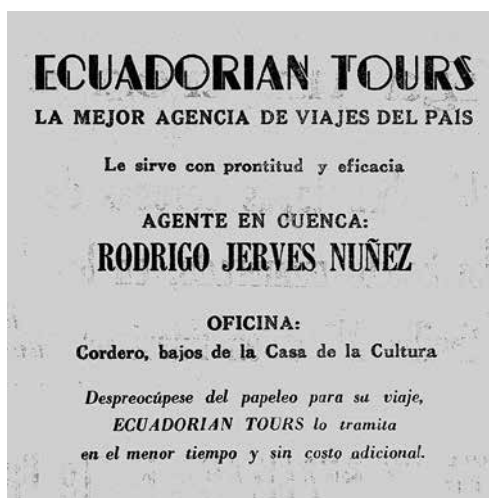 ECUADORIAN TOURS
LA MEJOR AGENCIA DE VIAJES DEL PAIS
Le sirve con prontitud y eficacia
AGENTE EN CUENCA:
RODRIGO JERVES NUÑEZ
OFICINA:
Cordero, bajos de la Casa de la Cultura
Despreocúpese del papeleo para su viaje,
ECUADORIAN TOURS lo tramita
en el menor tiempo y sin costo adicional.